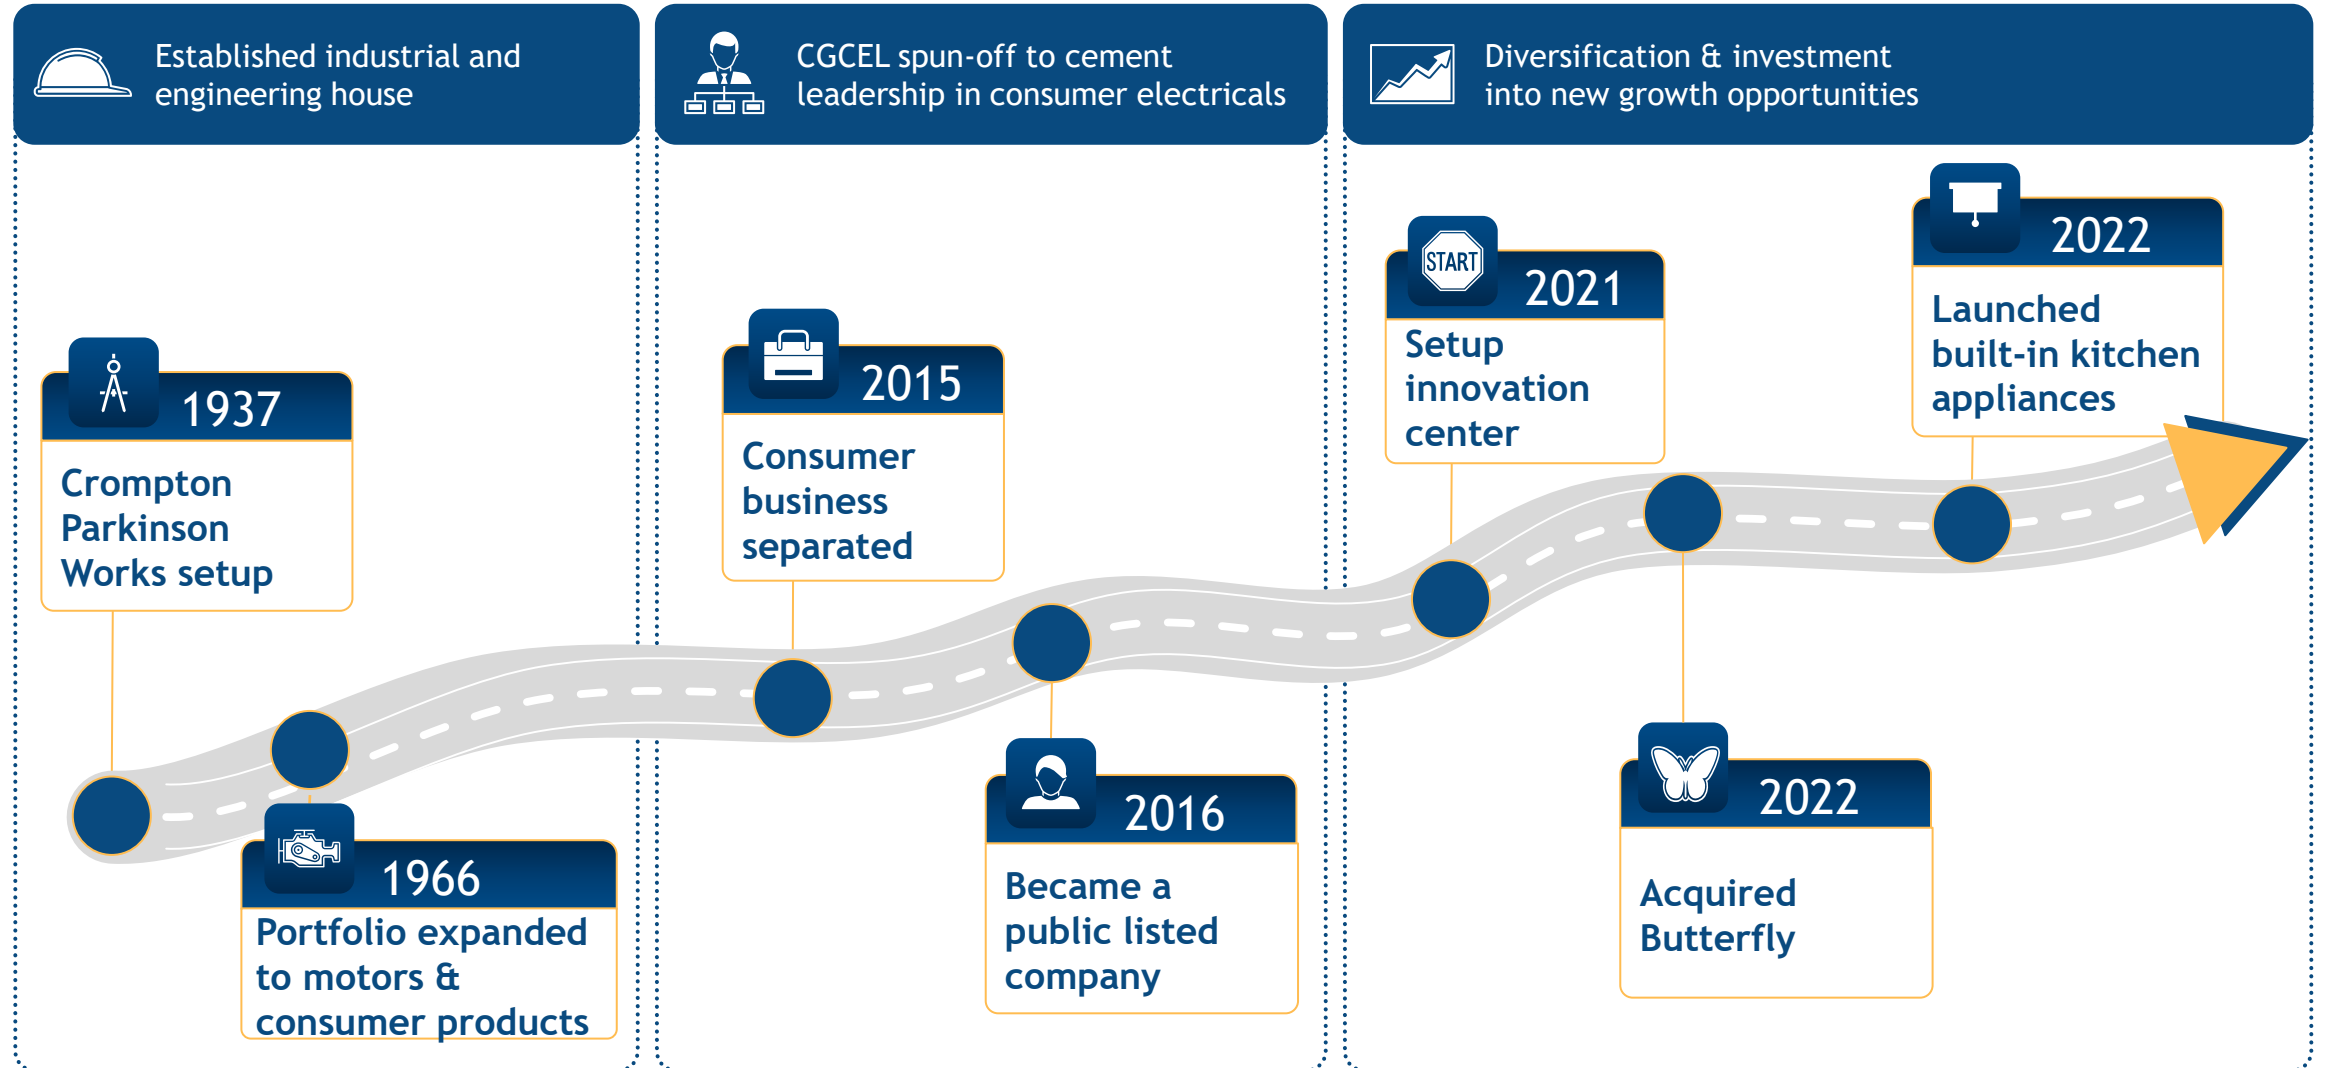 Established industrial and
engineering house
CGCEL spun-off to cement
leadership in consumer electricals
Diversification & investment
into new growth opportunities
1937
Crompton
Parkinson
Works setup
1966
Portfolio expanded
to motors &
consumer products
2015
Consumer
business
separated
2016
Became a
public listed
company
START
2021
Setup
innovation
center
2022
Acquired
Butterfly
2022
Launched
built-in kitchen
appliances